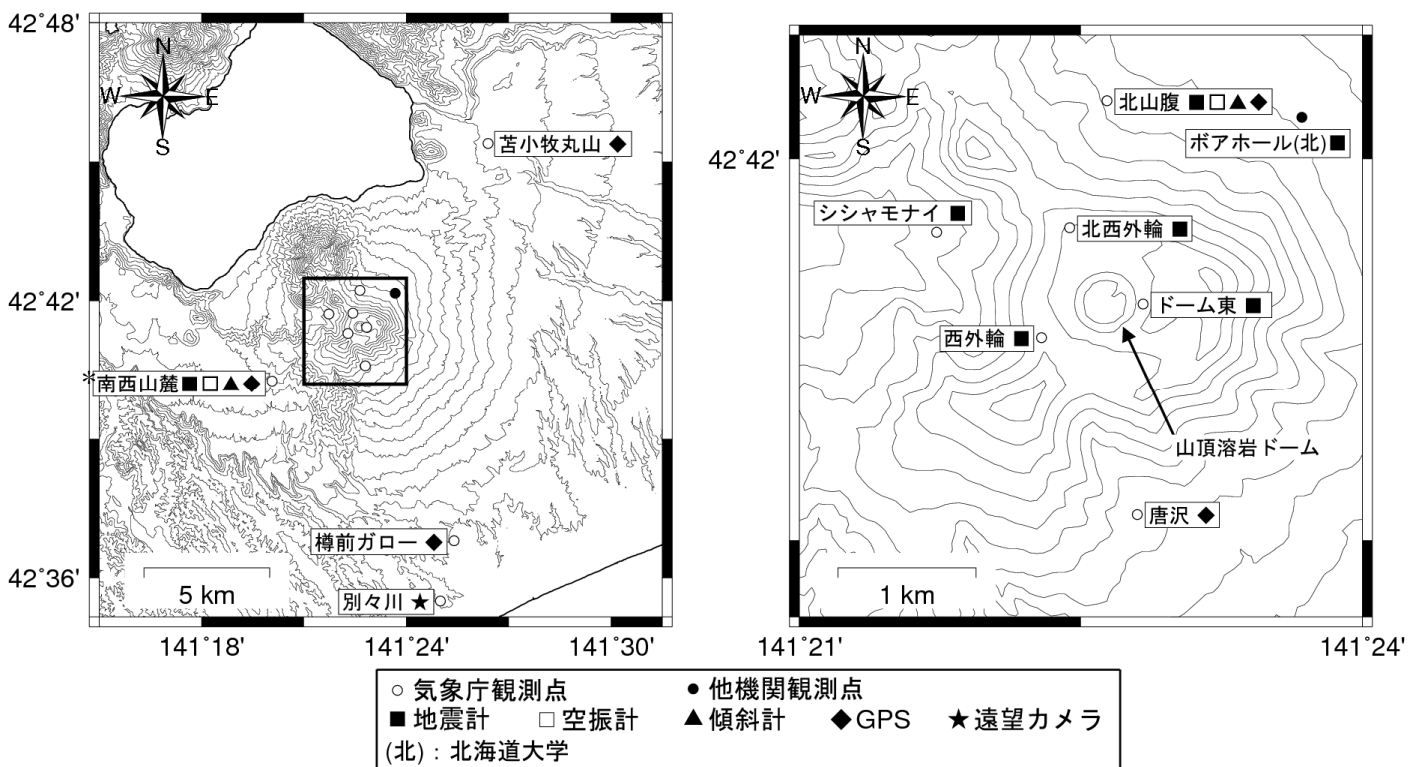 42˚48'
N
W
E
S
苫小牧丸山 ◆
42˚42'
*南西山麓■□▲◆
樽前ガロー ◆
42˚36'
5 km
別々川 ★
141˚18'
141˚24'
141˚30'
N
W
E
S
北山腹 ■□▲◆
ボアホール(北)■
42˚42'
シシャモナイ ■
北西外輪 ■
ドーム東 ■
西外輪 ■
山頂溶岩ドーム
唐沢 ◆
1 km
141˚21'
141˚24'
○ 気象庁観測点 ● 他機関観測点
■地震計 □空振計 ▲傾斜計 ◆GPS ★遠望カメラ
(北)：北海道大学